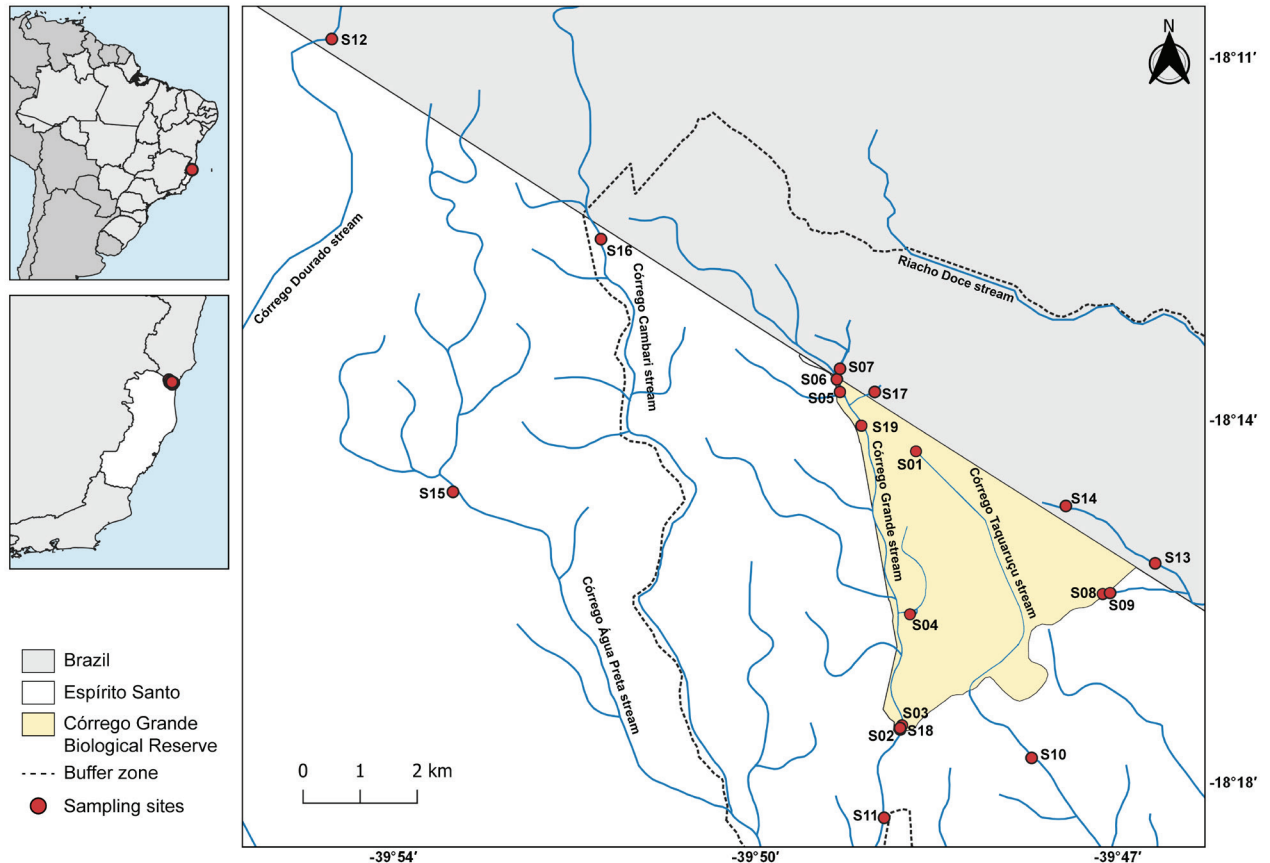 S12
N
-18°11′
Córrego Dourado stream
S16
Córrego Cambari stream
Riacho Doce stream
S07
S06
S05
S17
S19
-18°14′
S01
Córrego Grande stream
Córrego Taquaruçu stream
S15
S14
S13
S08
S09
S04
Córrego Água Preta stream
S03
S02
S18
S10
S11
-18°18′
0 1 2 km
-39°54′
-39°50′
-39°47′
Brazil
Espírito Santo
Córrego Grande
Biological Reserve
Buffer zone
Sampling sites